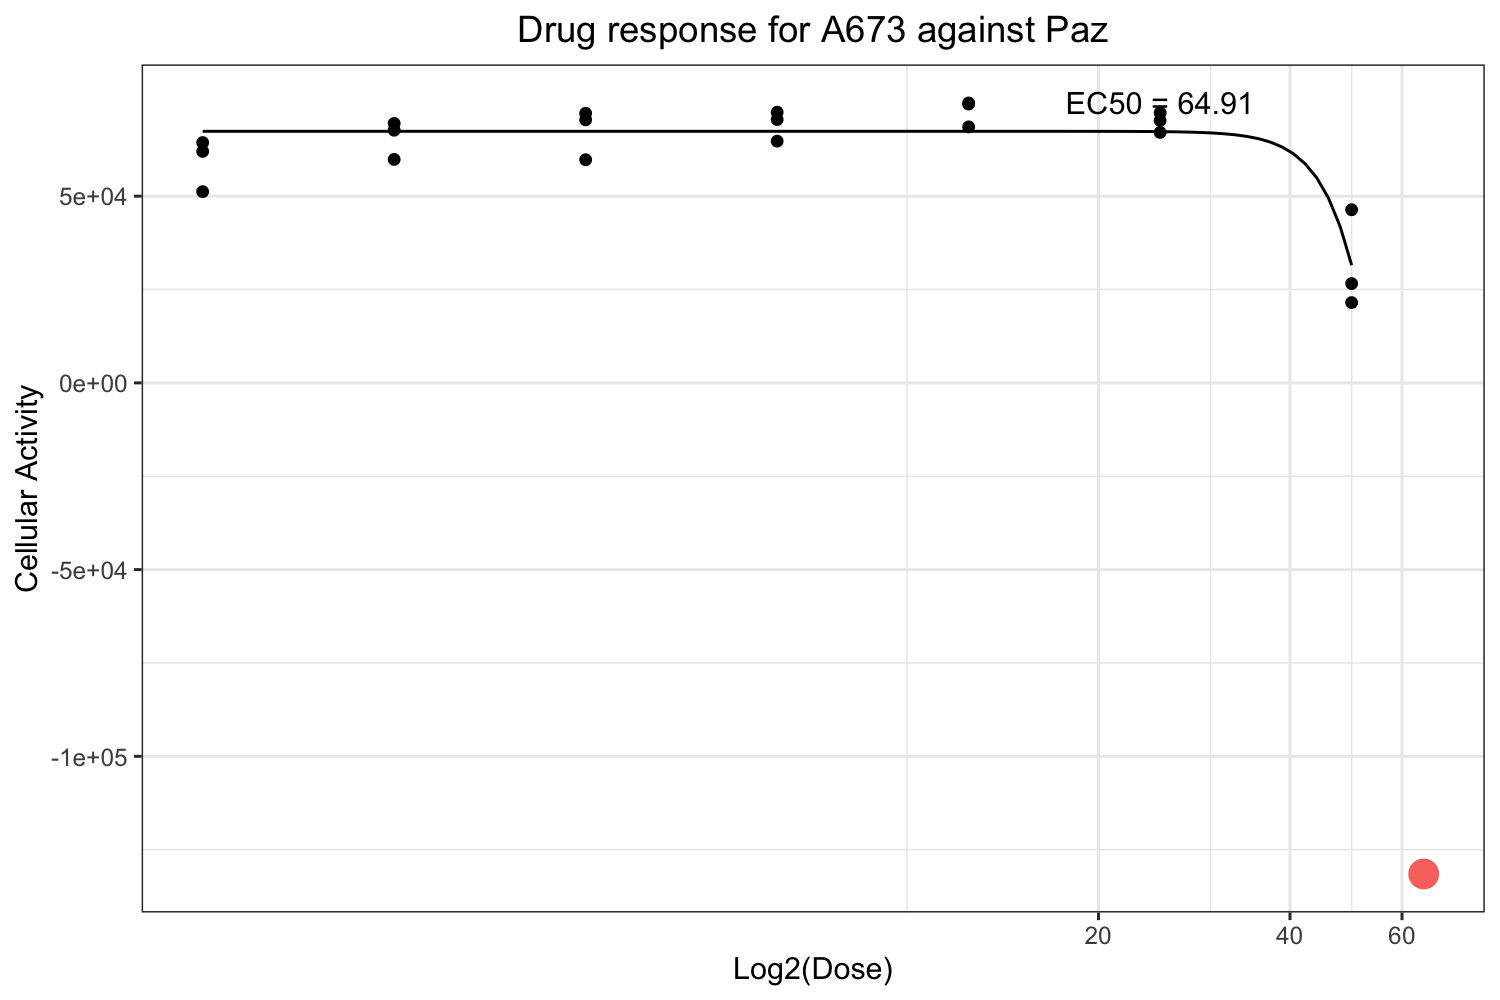 Drug response for A673 against Paz
EC50 = 64.91
5e+04
0e+00
-5e+04
-1e+05
Cellular Activity
20 40 60
Log2(Dose)